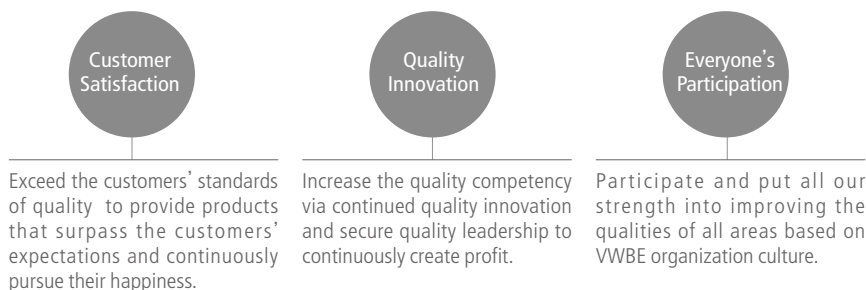 Customer
Satisfaction
Exceed the customers’ standards
of quality to provide products
that surpass the customers’
expectations and continuously
pursue their happiness.
Quality
Innovation
Increase the quality competency
via continued quality innovation
and secure quality leadership to
continuously create profit.
Everyone’s
Participation
Participate and put all our
strength into improving the
qualities of all areas based on
VWBE organization culture.